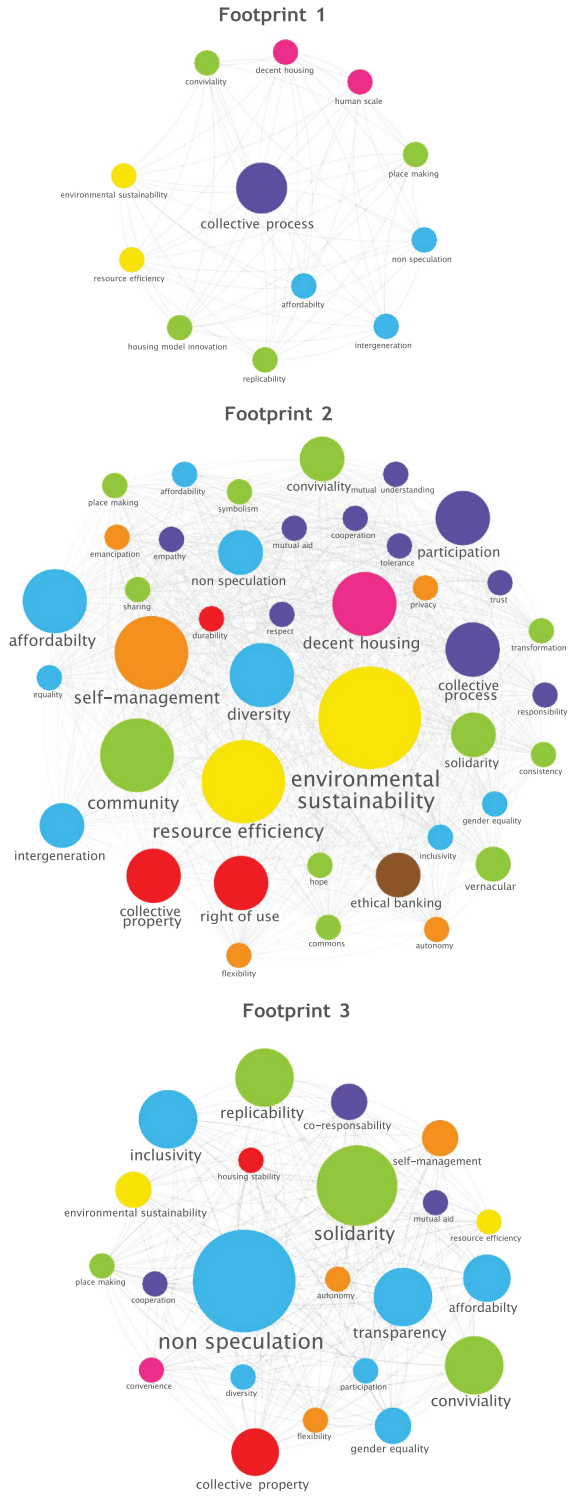 Footprint 1
decent housing
conviviality
human scale
place making
environmental sustainability
collective process
non speculation
resource efficiency
affordabilty
housing model innovation
intergeneration
replicability
Footprint 2
conviviality
mutual understanding
affordability
place making
symbolism
cooperation
mutual aid
participation
emancipation
empathy
tolerance
non speculation
trust
sharing
privacy
durability
respect
affordabilty
decent housing
transformation
self-management
collective
process
equality
diversity
responsibility
solidarity
consistency
environmental
sustainability
community
resource efficiency
gender equality
intergeneration
inclusivity
hope
vernacular
collective
property
right of use
ethical banking
commons
autonomy
flexibility
Footprint 3
replicability
co-responsability
inclusivity
self-management
housing stability
environmental sustainability
solidarity
mutual aid
resource efficiency
place making
cooperation
autonomy
affordabilty
non speculation
transparency
convenience
diversity
participation
conviviality
flexibility
gender equality
collective property